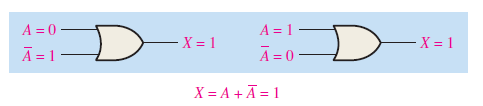 A = 0
A̅ = 1
X = 1
A = 1
A̅ = 0
X = 1
X = A + A̅ = 1